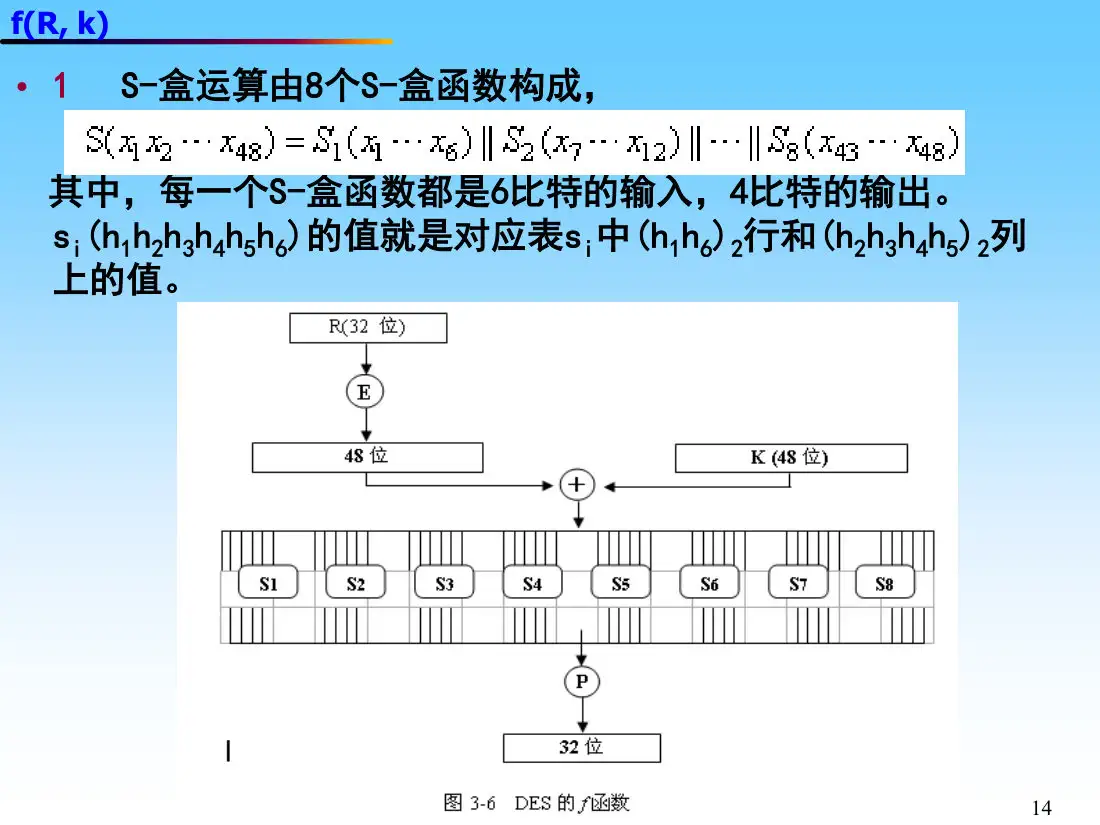 f(R, k)
• 1 S-盒运算由8个S-盒函数构成，
S(x₁x₂⋯x₄₈)=S₁(x₁⋯x₆)‖S₂(x₇⋯x₁₂)‖⋯‖S₈(x₄₃⋯x₄₈)
其中，每一个S-盒函数都是6比特的输入，4比特的输出。
sᵢ(h₁h₂h₃h₄h₅h₆)的值就是对应表sᵢ中(h₁h₆)₂行和(h₂h₃h₄h₅)₂列
上的值。
R(32 位)
E
48 位
K (48 位)
+
S1 S2 S3 S4 S5 S6 S7 S8
P
32 位
l
图 3-6 DES 的 f 函数
14